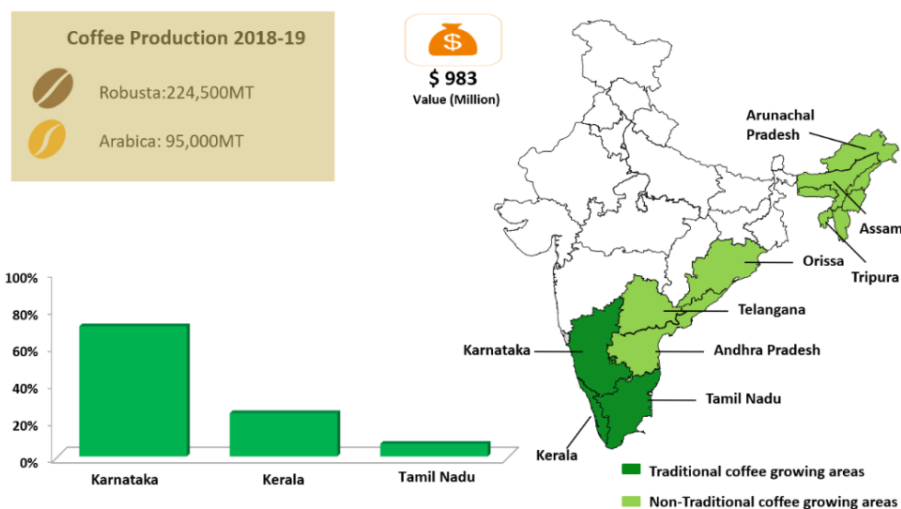 Coffee Production 2018-19
Robusta:224,500MT
Arabica: 95,000MT
$
$ 983
Value (Million)
Arunachal
Pradesh
Assam
Tripura
Orissa
Telangana
Andhra Pradesh
Karnataka
Tamil Nadu
Kerala
100%
80%
60%
40%
20%
0%
Karnataka
Kerala
Tamil Nadu
Traditional coffee growing areas
Non-Traditional coffee growing areas